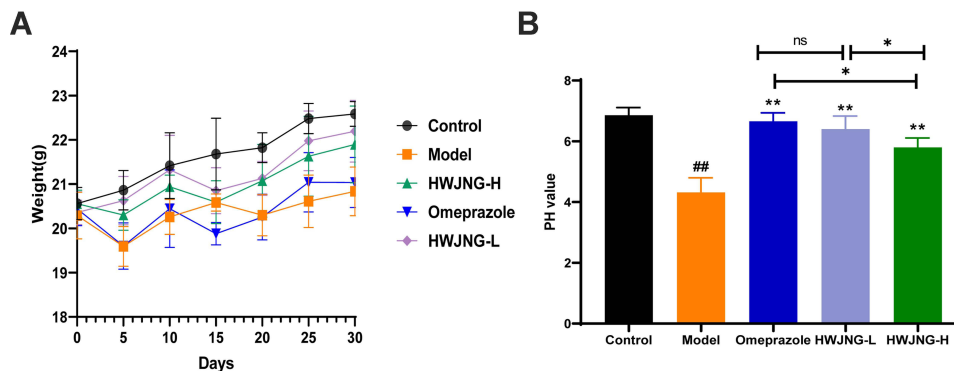 A
Weight(g)
24
23
22
21
20
19
18
0 5 10 15 20 25 30
Days
Control
Model
HWJNG-H
Omeprazole
HWJNG-L
B
PH value
8
6
4
2
0
ns
*
*
##
**
**
**
Control Model Omeprazole HWJNG-L HWJNG-H